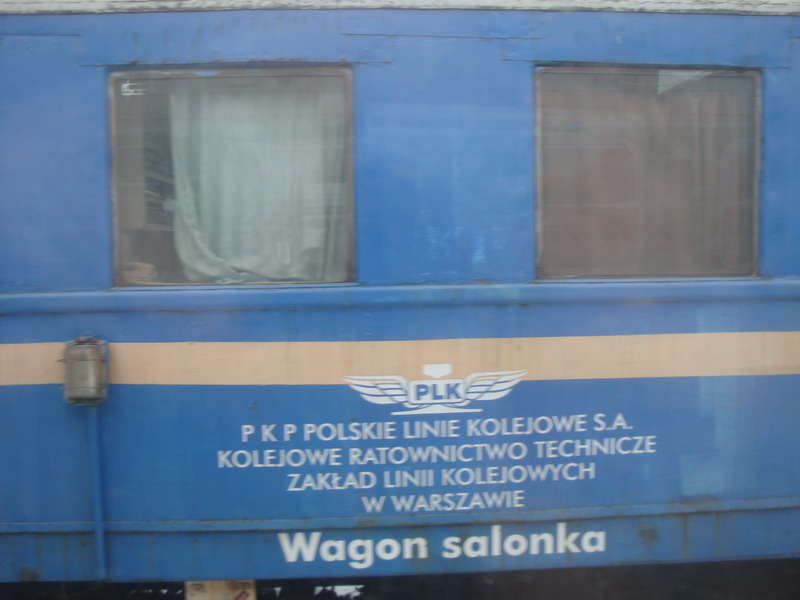 PLK
P K P POLSKIE LINIE KOLEJOWE S.A.
KOLEJOWE RATOWNICTWO TECHNICZE
ZAKŁAD LINII KOLEJOWYCH
W WARSZAWIE
Wagon salonka